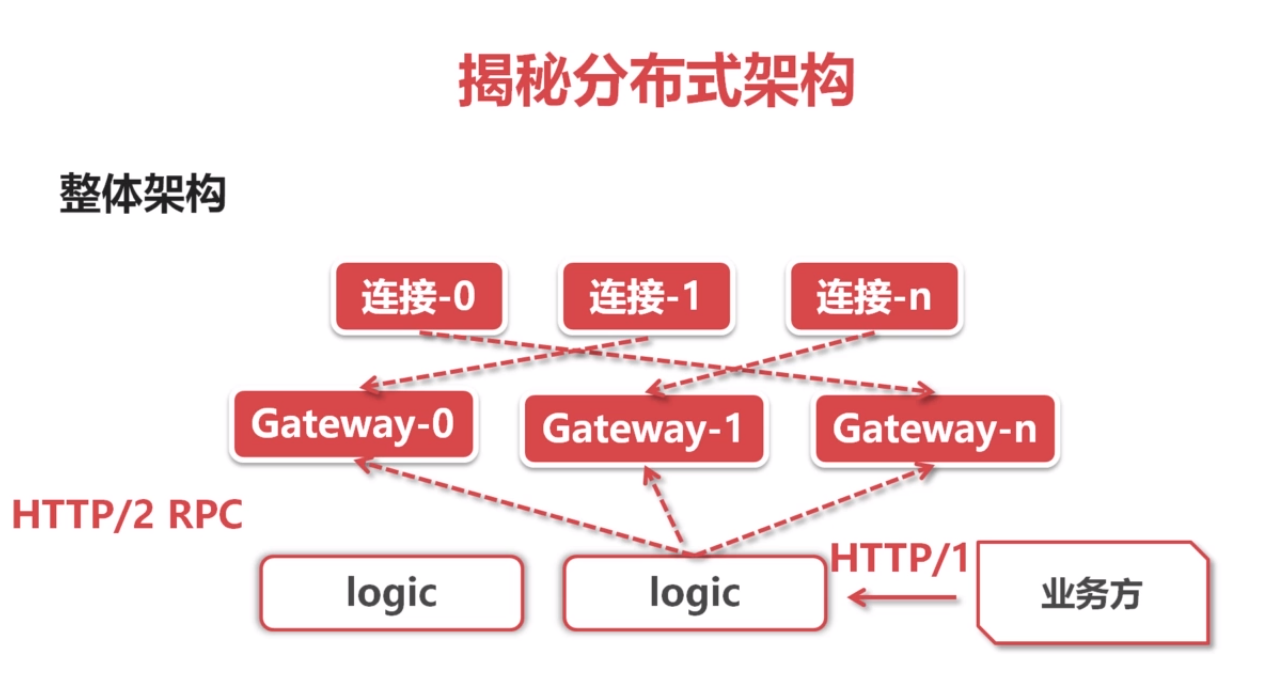 揭秘分布式架构
整体架构
连接-0
连接-1
连接-n
Gateway-0
Gateway-1
Gateway-n
HTTP/2 RPC
logic
logic
HTTP/1
业务方